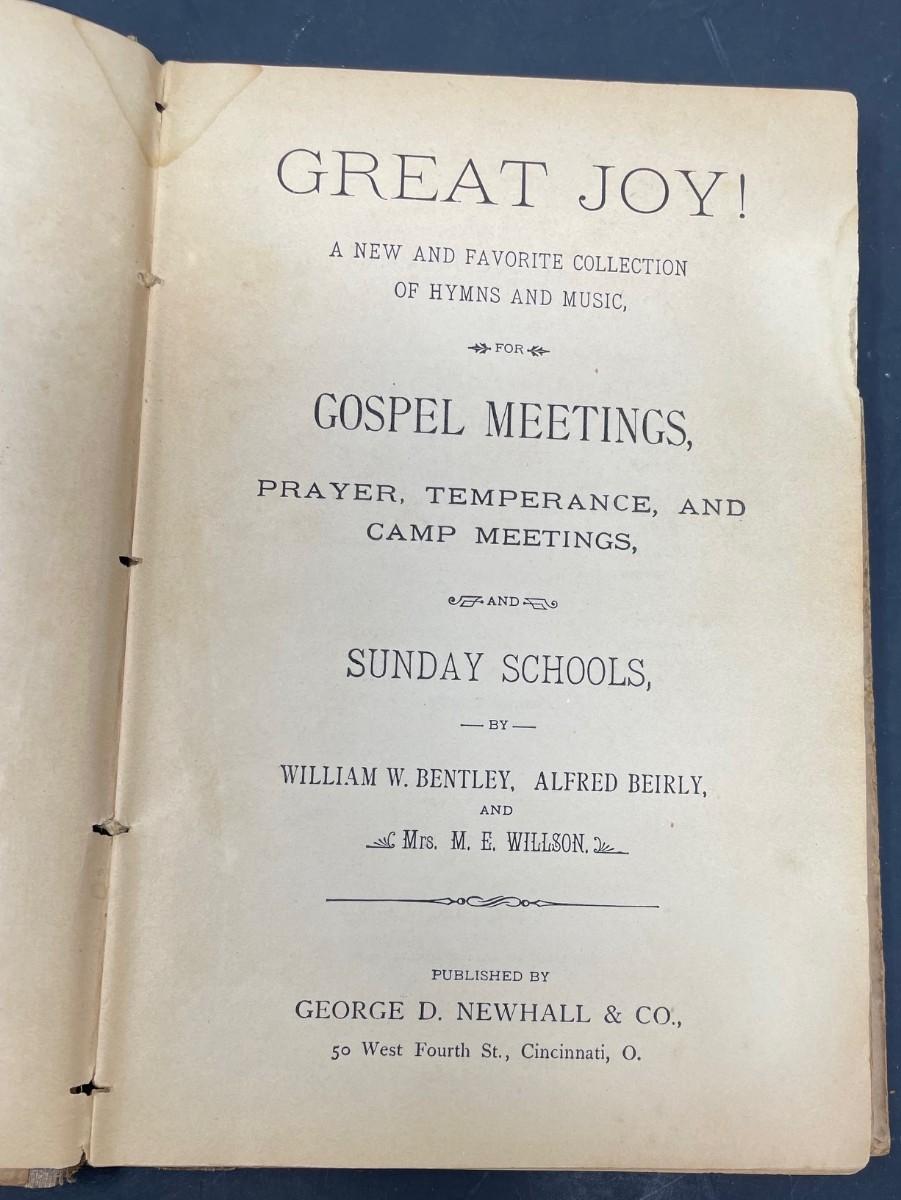 GREAT JOY!
A NEW AND FAVORITE COLLECTION
OF HYMNS AND MUSIC,
FOR
GOSPEL MEETINGS,
PRAYER, TEMPERANCE, AND
CAMP MEETINGS,
AND
SUNDAY SCHOOLS,
— BY —
WILLIAM W. BENTLEY, ALFRED BEIRLY,
AND
Mrs. M. E. WILLSON.
PUBLISHED BY
GEORGE D. NEWHALL & CO.,
50 West Fourth St., Cincinnati, O.